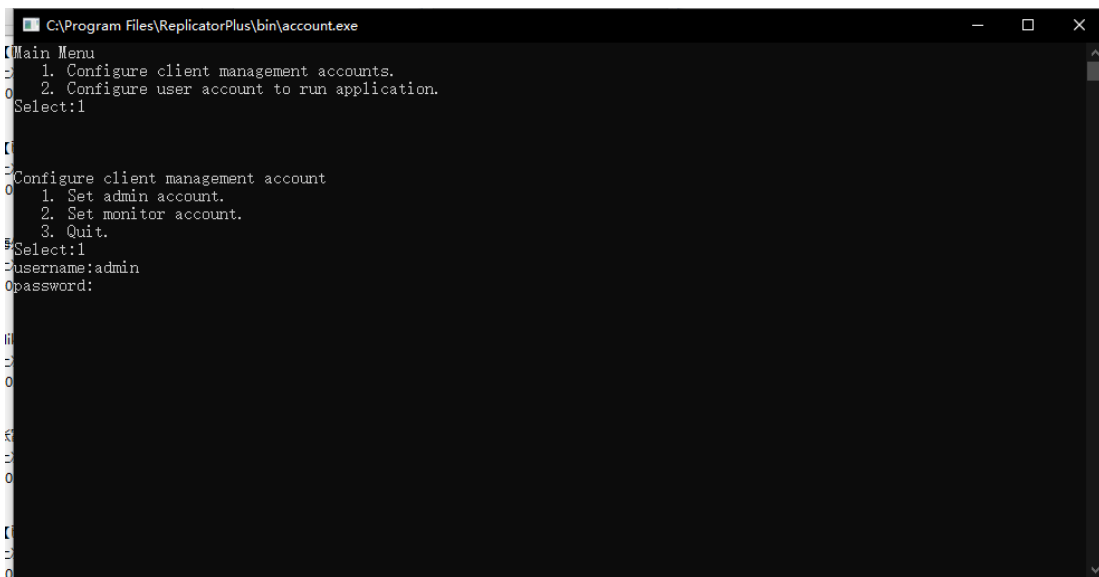 C:\Program Files\ReplicatorPlus\bin\account.exe
Main Menu
1. Configure client management accounts.
2. Configure user account to run application.
Select:1
Configure client management account
1. Set admin account.
2. Set monitor account.
3. Quit.
Select:1
username:admin
password: